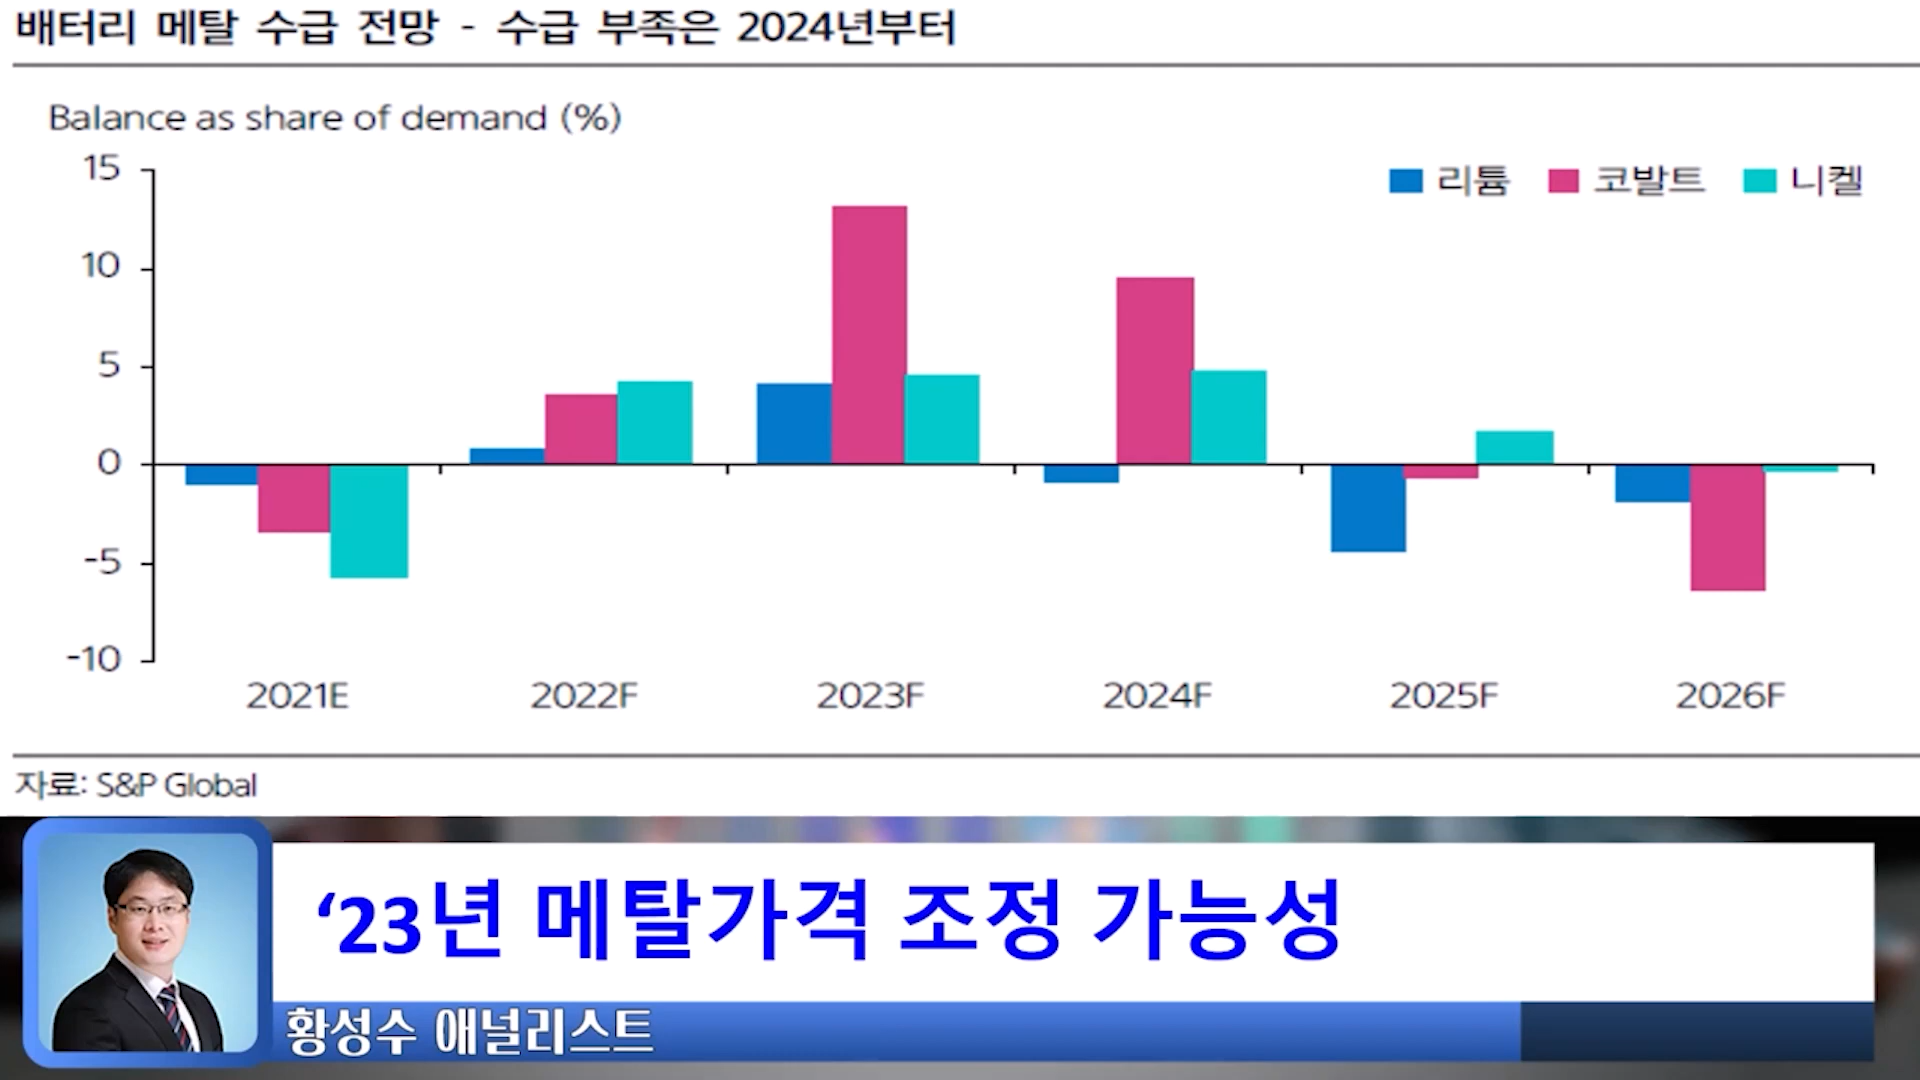 배터리 메탈 수급 전망 - 수급 부족은 2024년부터
Balance as share of demand (%)
리튬 코발트 니켈
15
10
5
0
-5
-10
2021E 2022F 2023F 2024F 2025F 2026F
자료: S&P Global
‘23년 메탈가격 조정 가능성
황성수 애널리스트